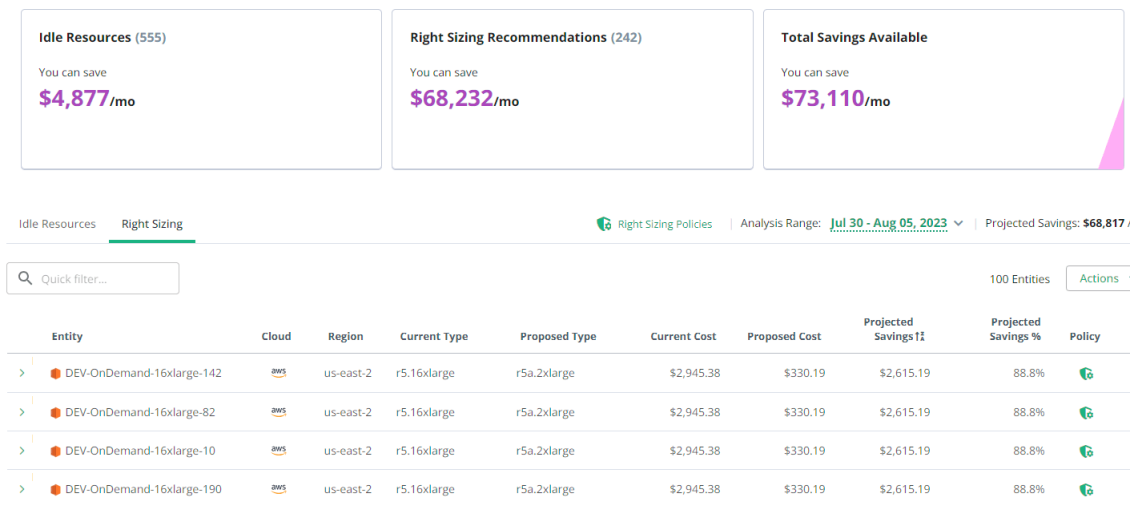 Idle Resources (555)
You can save
$4,877/mo
Right Sizing Recommendations (242)
You can save
$68,232/mo
Total Savings Available
You can save
$73,110/mo
Idle Resources
Right Sizing
Right Sizing Policies
Analysis Range: Jul 30 - Aug 05, 2023
Projected Savings: $68,817 /
Quick filter...
100 Entities
Actions
Entity Cloud Region Current Type Proposed Type Current Cost Proposed Cost Projected Savings Projected Savings % Policy
DEV-OnDemand-16xlarge-142 aws us-east-2 r5.16xlarge r5a.2xlarge $2,945.38 $330.19 $2,615.19 88.8%
DEV-OnDemand-16xlarge-82 aws us-east-2 r5.16xlarge r5a.2xlarge $2,945.38 $330.19 $2,615.19 88.8%
DEV-OnDemand-16xlarge-10 aws us-east-2 r5.16xlarge r5a.2xlarge $2,945.38 $330.19 $2,615.19 88.8%
DEV-OnDemand-16xlarge-190 aws us-east-2 r5.16xlarge r5a.2xlarge $2,945.38 $330.19 $2,615.19 88.8%